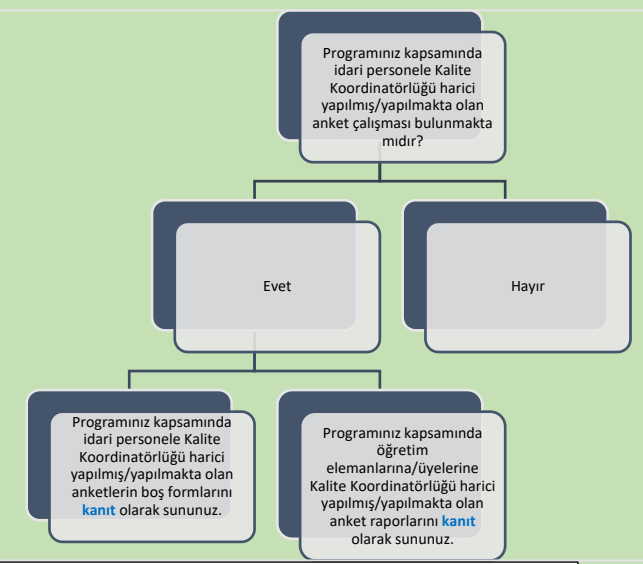 Programınız kapsamında
idari personele Kalite
Koordinatörlüğü harici
yapılmış/yapılmakta olan
anket çalışması bulunmakta
mıdır?
Evet
Hayır
Programınız kapsamında
idari personele Kalite
Koordinatörlüğü harici
yapılmış/yapılmakta olan
anketlerin boş formlarını
kanıt olarak sununuz.
Programınız kapsamında
öğretim
elemanlarına/üyelerine
Kalite Koordinatörlüğü harici
yapılmış/yapılmakta olan
anket raporlarını kanıt
olarak sununuz.